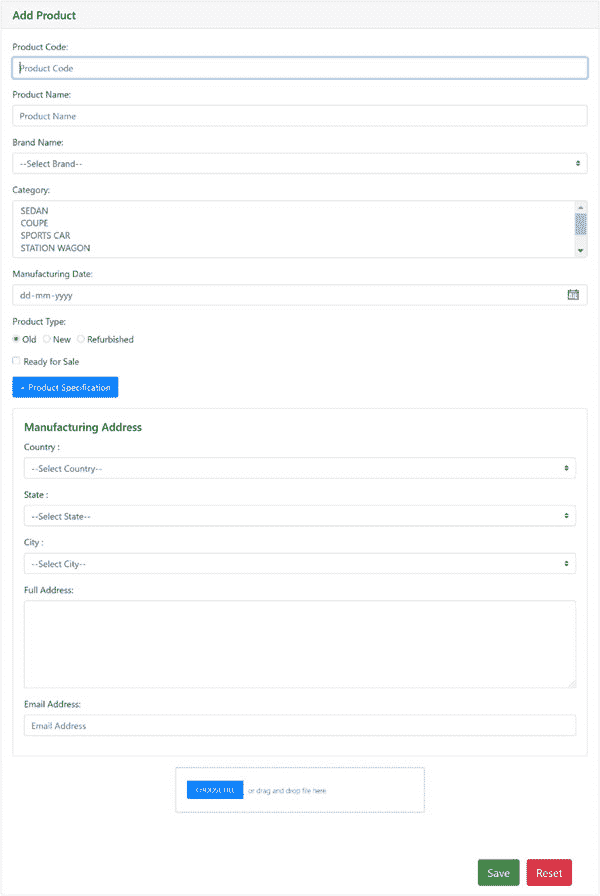 Add Product
Product Code:
Product Code
Product Name:
Product Name
Brand Name:
--Select Brand--
Category:
SEDAN
COUPE
SPORTS CAR
STATION WAGON
Manufacturing Date:
dd-mm-yyyy
Product Type:
Old New Refurbished
Ready for Sale
+ Product Specification
Manufacturing Address
Country :
--Select Country--
State :
--Select State--
City :
--Select City--
Full Address:
Email Address:
Email Address
or drag and drop file here
Save Reset